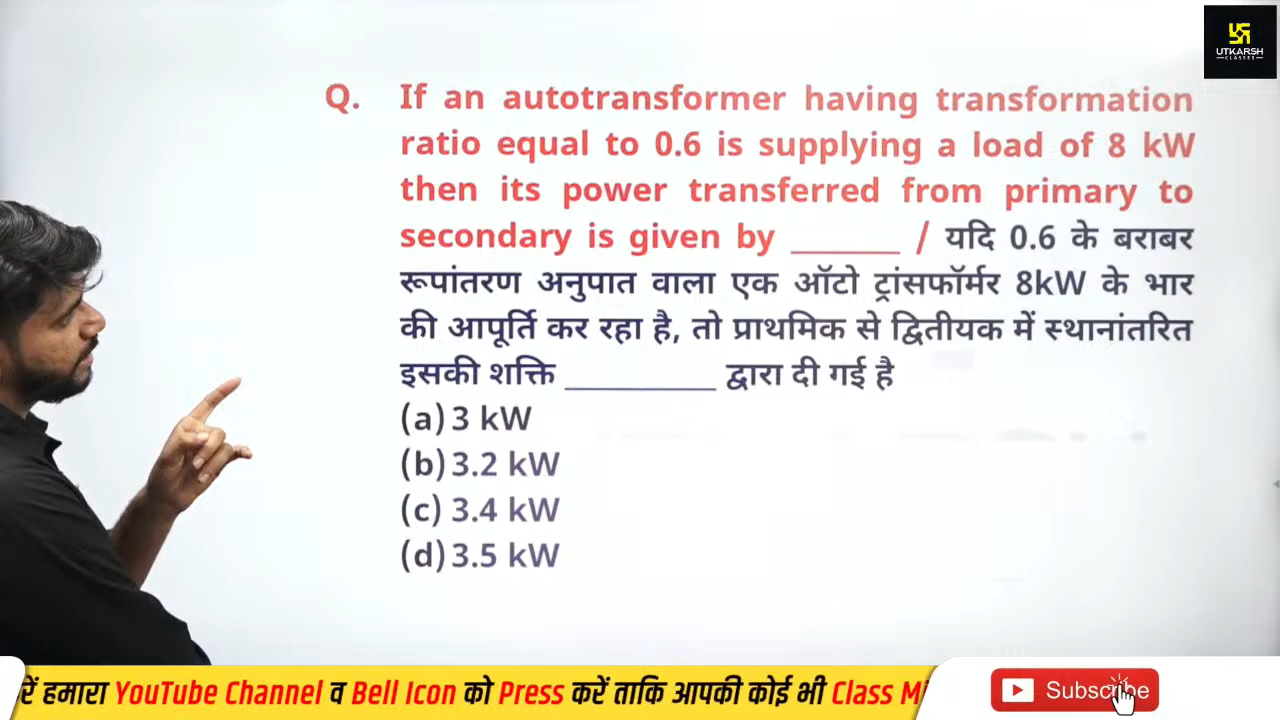 UTKARSH
CLASSES
Q. If an autotransformer having transformation
ratio equal to 0.6 is supplying a load of 8 kW
then its power transferred from primary to
secondary is given by _______ / यदि 0.6 के बराबर
रूपांतरण अनुपात वाला एक ऑटो ट्रांसफॉर्मर 8kW के भार
की आपूर्ति कर रहा है, तो प्राथमिक से द्वितीयक में स्थानांतरित
इसकी शक्ति __________ द्वारा दी गई है
(a) 3 kW
(b) 3.2 kW
(c) 3.4 kW
(d) 3.5 kW
रें हमारा YouTube Channel व Bell Icon को Press करें ताकि आपकी कोई भी Class Mi
Subscribe